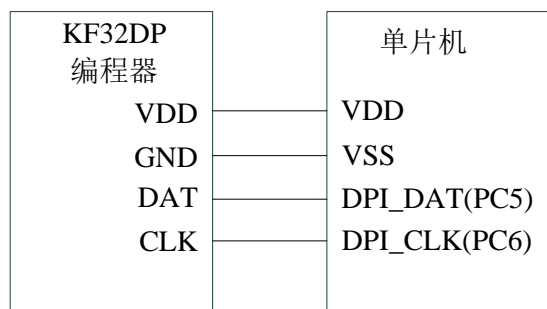 KF32DP
编程器
VDD
GND
DAT
CLK
单片机
VDD
VSS
DPI_DAT(PC5)
DPI_CLK(PC6)